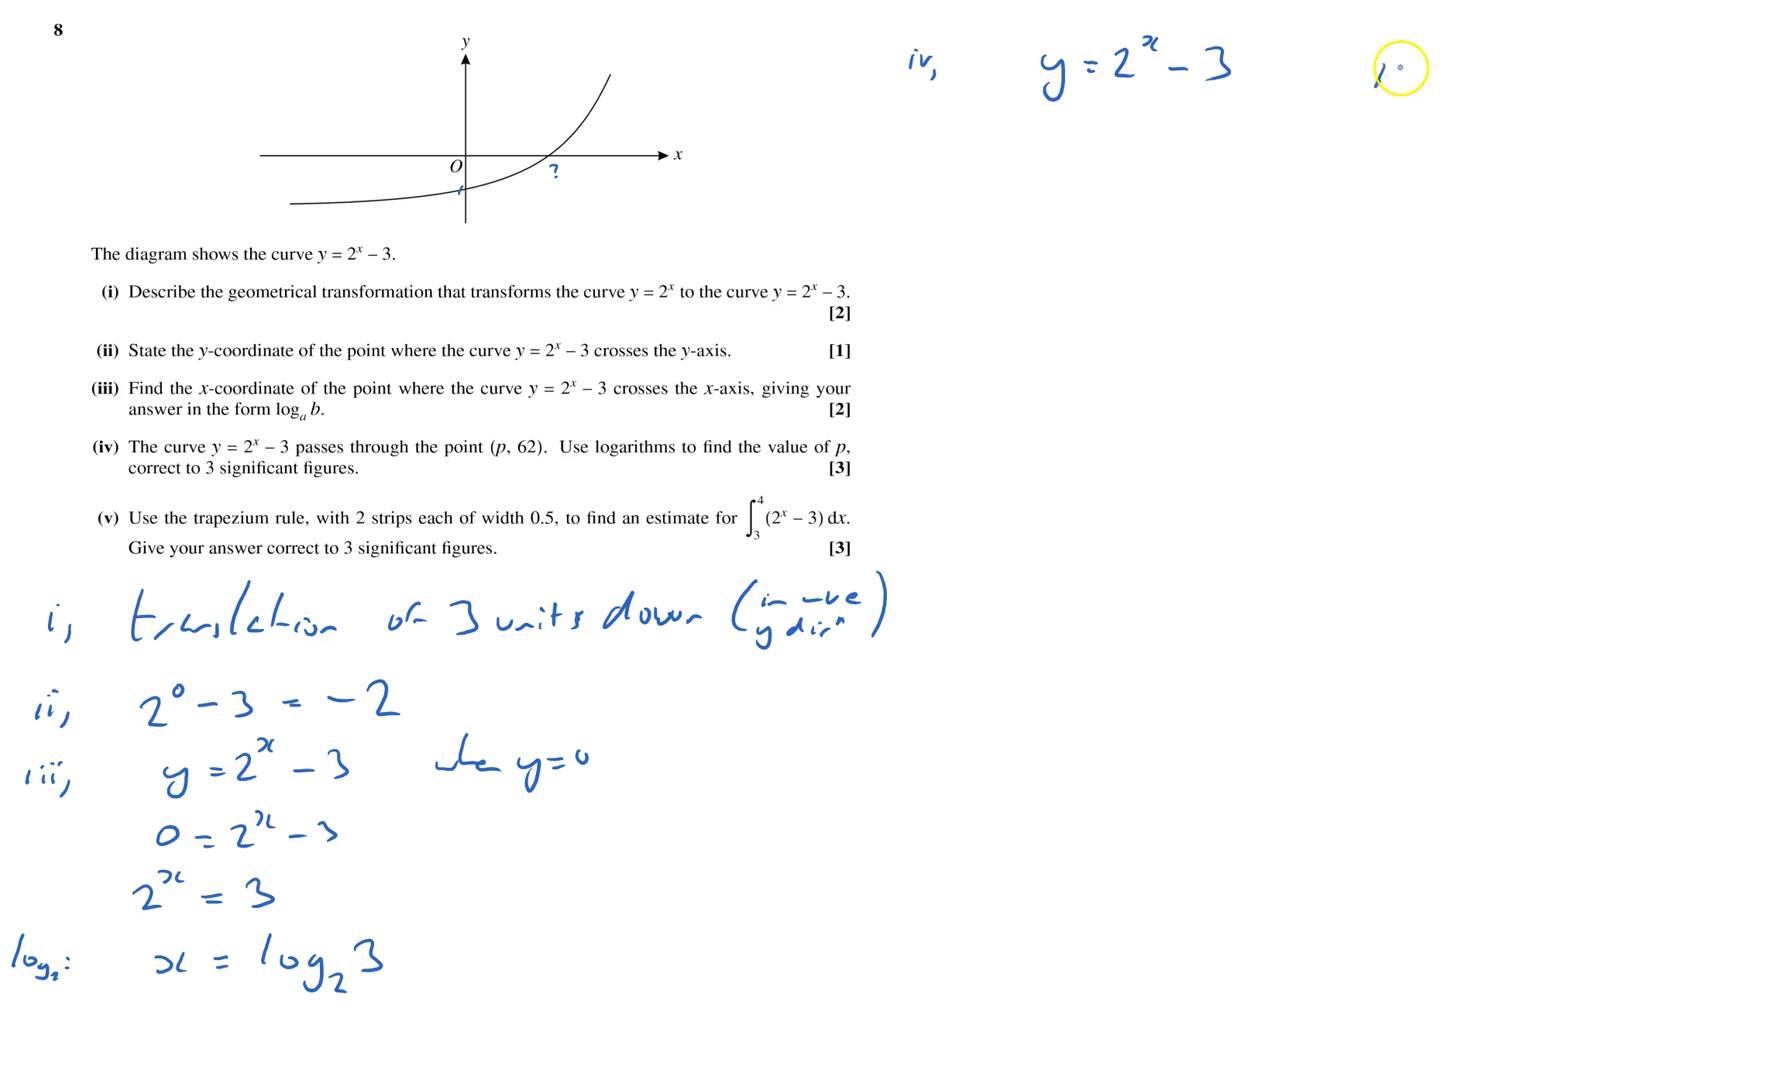 8
y
O
x
?
The diagram shows the curve y = 2ˣ – 3.
(i) Describe the geometrical transformation that transforms the curve y = 2ˣ to the curve y = 2ˣ – 3.
[2]
(ii) State the y-coordinate of the point where the curve y = 2ˣ – 3 crosses the y-axis. [1]
(iii) Find the x-coordinate of the point where the curve y = 2ˣ – 3 crosses the x-axis, giving your
answer in the form logₐ b. [2]
(iv) The curve y = 2ˣ – 3 passes through the point (p, 62). Use logarithms to find the value of p,
correct to 3 significant figures. [3]
(v) Use the trapezium rule, with 2 strips each of width 0.5, to find an estimate for ∫₃⁴ (2ˣ – 3) dx.
Give your answer correct to 3 significant figures. [3]
i, translation of 3 units down (in -ve y dirⁿ)
ii, 2⁰ - 3 = -2
iii, y = 2ˣ - 3 when y=0
0 = 2ˣ - 3
2ˣ = 3
log₂: x = log₂ 3
iv, y = 2ˣ - 3